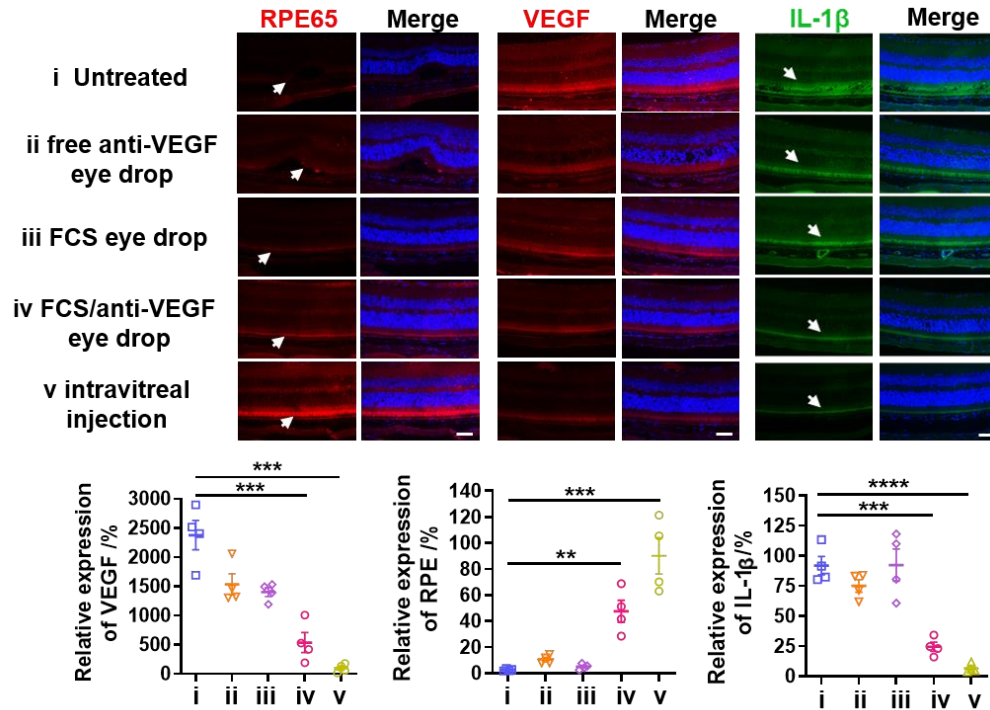 RPE65 Merge VEGF Merge IL-1β Merge
i Untreated
ii free anti-VEGF
eye drop
iii FCS eye drop
iv FCS/anti-VEGF
eye drop
v intravitreal
injection
Relative expression
of VEGF /%
3000
2500
2000
1500
1000
500
0
***
***
i ii iii iv v
Relative expression
of RPE /%
140
120
100
80
60
40
20
0
***
**
i ii iii iv v
Relative expression
of IL-1β/%
150
125
100
75
50
25
0
****
***
i ii iii iv v